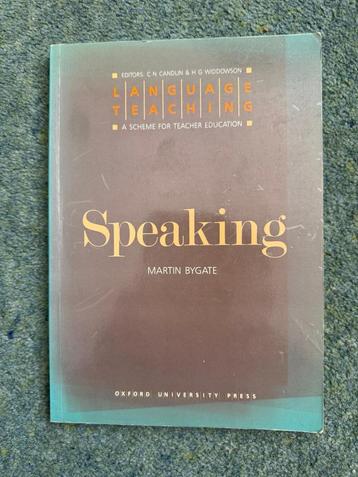 EDITORS: C N CANDLIN & H G WIDDOWSON
LANGUAGE
TEACHING
A SCHEME FOR TEACHER EDUCATION
Speaking
MARTIN BYGATE
OXFORD UNIVERSITY PRESS